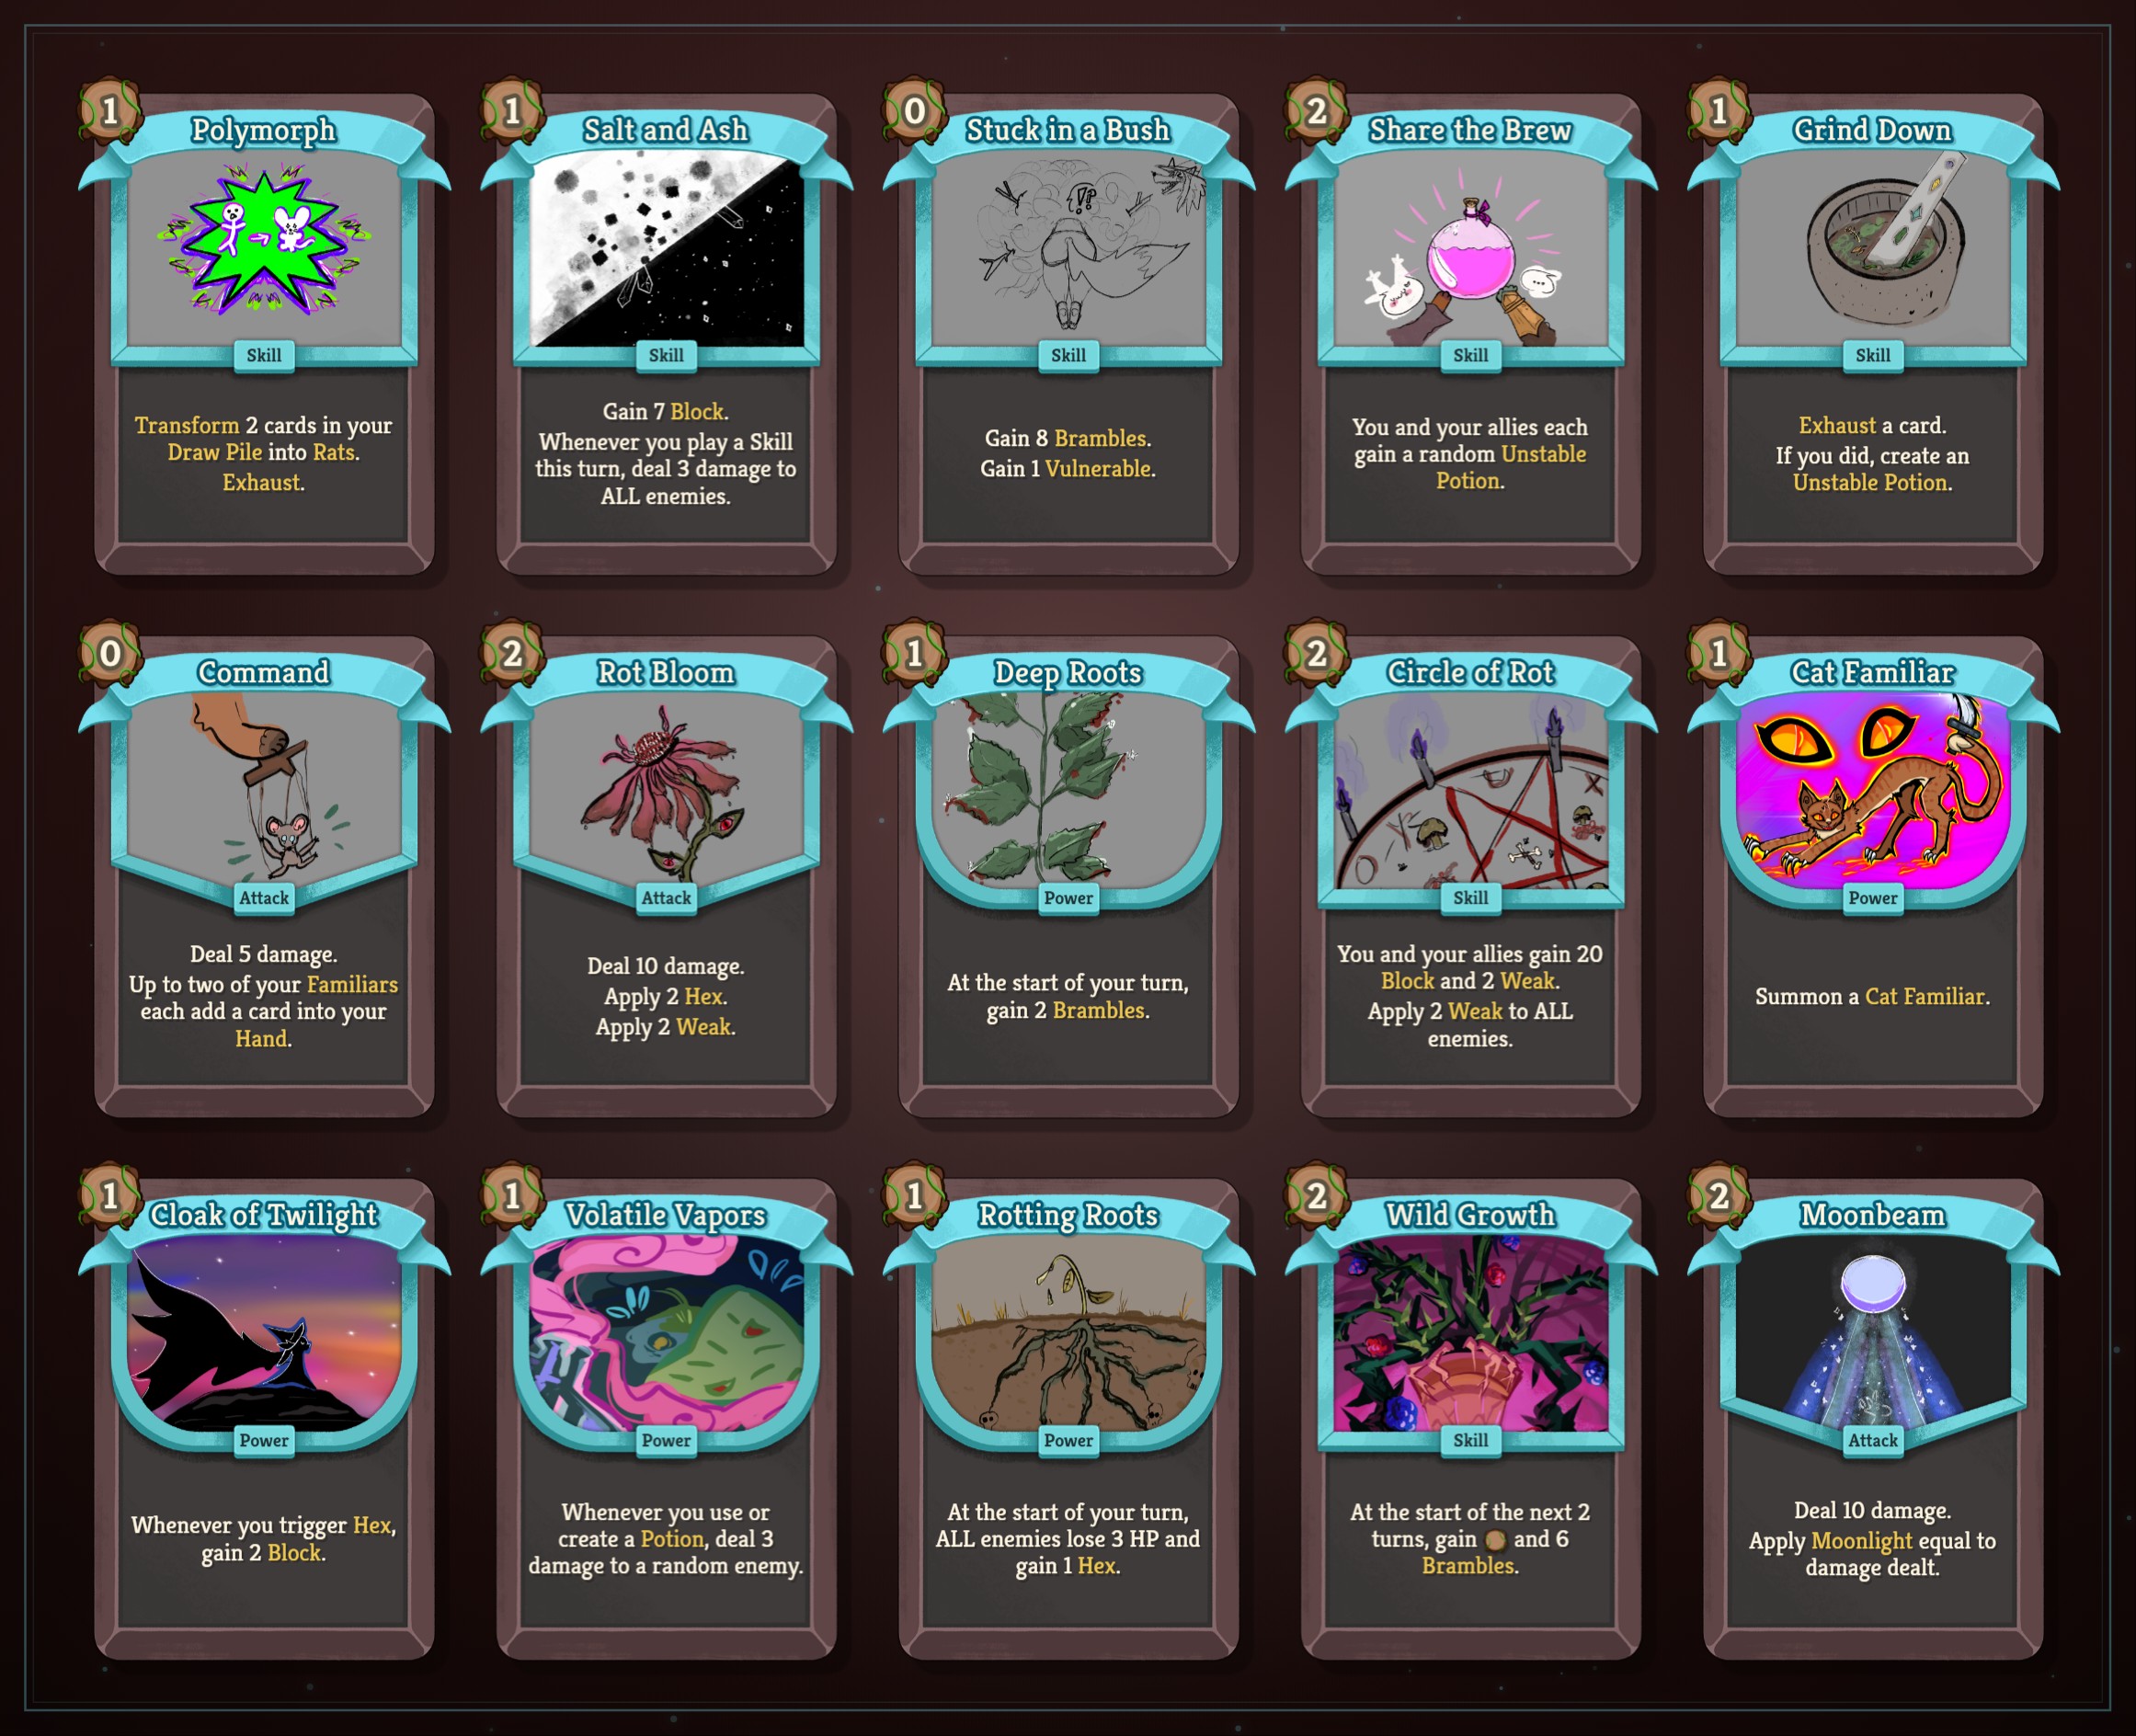 1
Polymorph
Skill
Transform 2 cards in your
Draw Pile into Rats.
Exhaust.
1
Salt and Ash
Skill
Gain 7 Block.
Whenever you play a Skill
this turn, deal 3 damage to
ALL enemies.
0
Stuck in a Bush
!?
Skill
Gain 8 Brambles.
Gain 1 Vulnerable.
2
Share the Brew
...
Skill
You and your allies each
gain a random Unstable
Potion.
1
Grind Down
Skill
Exhaust a card.
If you did, create an
Unstable Potion.
0
Command
Attack
Deal 5 damage.
Up to two of your Familiars
each add a card into your
Hand.
2
Rot Bloom
Attack
Deal 10 damage.
Apply 2 Hex.
Apply 2 Weak.
1
Deep Roots
Power
At the start of your turn,
gain 2 Brambles.
2
Circle of Rot
Skill
You and your allies gain 20
Block and 2 Weak.
Apply 2 Weak to ALL
enemies.
1
Cat Familiar
Power
Summon a Cat Familiar.
1
Cloak of Twilight
Power
Whenever you trigger Hex,
gain 2 Block.
1
Volatile Vapors
Power
Whenever you use or
create a Potion, deal 3
damage to a random enemy.
1
Rotting Roots
Power
At the start of your turn,
ALL enemies lose 3 HP and
gain 1 Hex.
2
Wild Growth
Skill
At the start of the next 2
turns, gain and 6
Brambles.
2
Moonbeam
Attack
Deal 10 damage.
Apply Moonlight equal to
damage dealt.